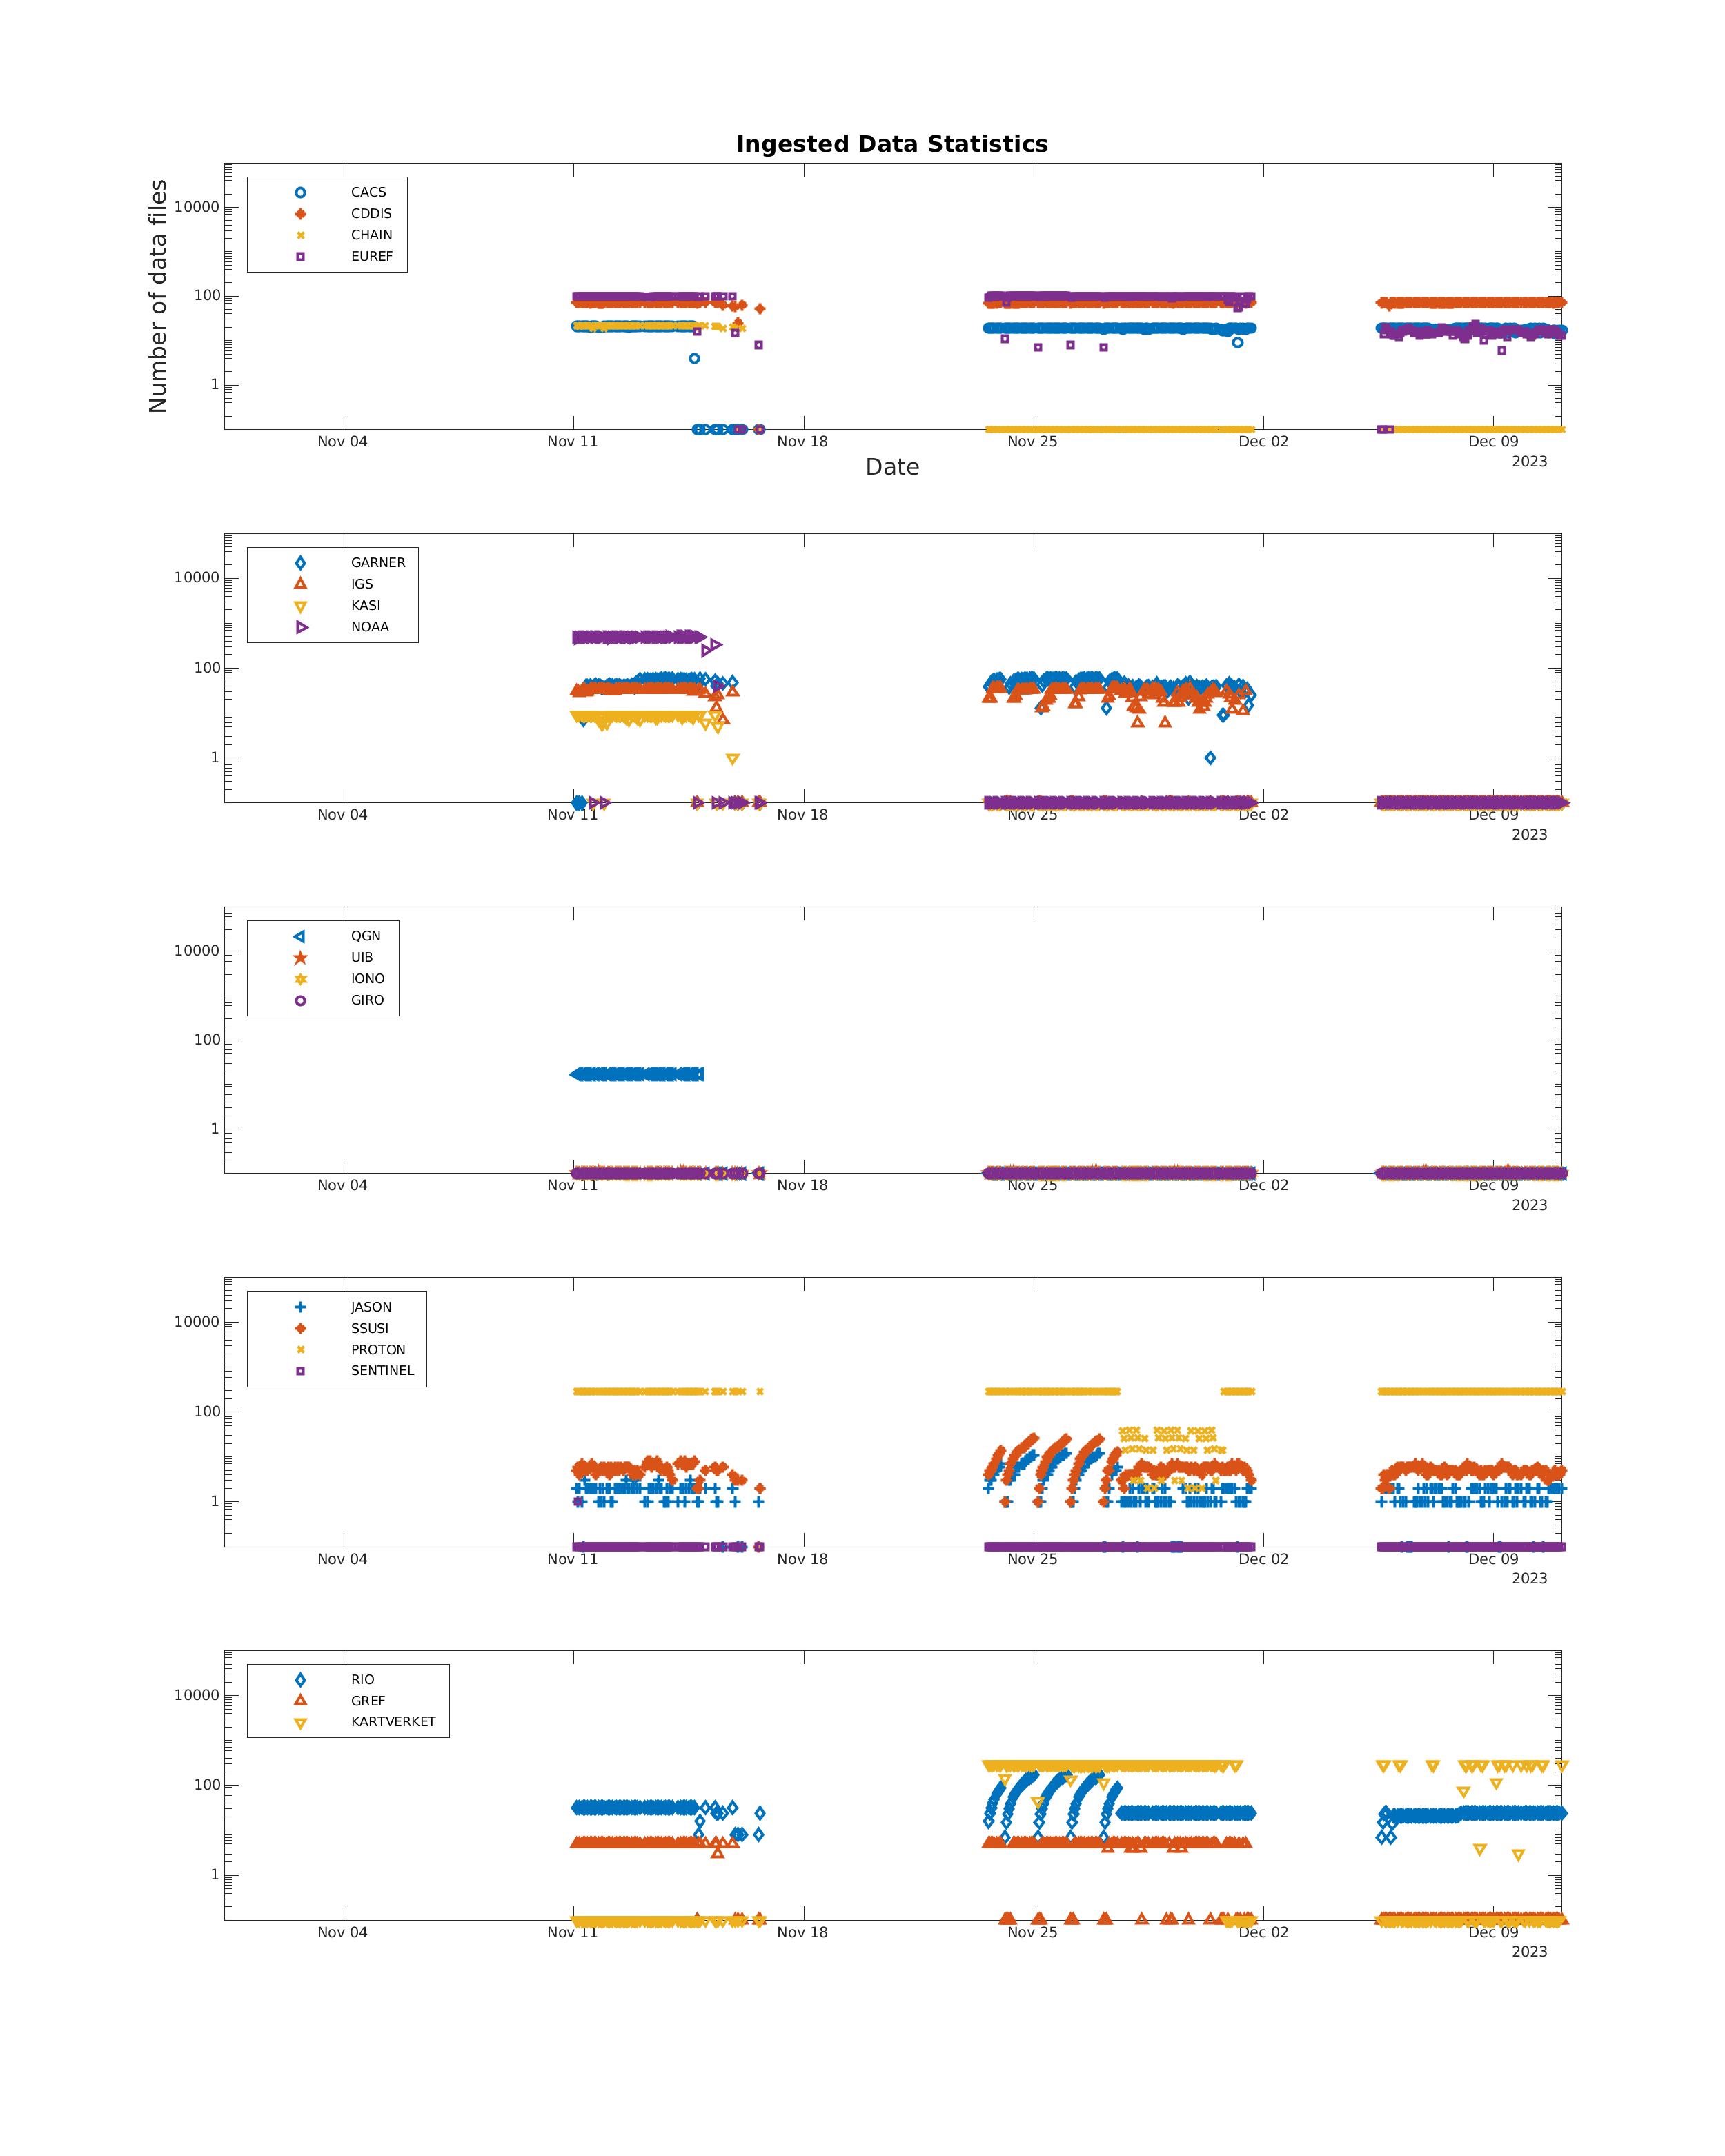 Ingested Data Statistics
Number of data files
CACS
CDDIS
CHAIN
EUREF
10000
100
1
Nov 04 Nov 11 Nov 18 Nov 25 Dec 02 Dec 09
2023
Date
GARNER
IGS
KASI
NOAA
10000
100
1
Nov 04 Nov 11 Nov 18 Nov 25 Dec 02 Dec 09
2023
QGN
UIB
IONO
GIRO
10000
100
1
Nov 04 Nov 11 Nov 18 Nov 25 Dec 02 Dec 09
2023
JASON
SSUSI
PROTON
SENTINEL
10000
100
1
Nov 04 Nov 11 Nov 18 Nov 25 Dec 02 Dec 09
2023
RIO
GREF
KARTVERKET
10000
100
1
Nov 04 Nov 11 Nov 18 Nov 25 Dec 02 Dec 09
2023